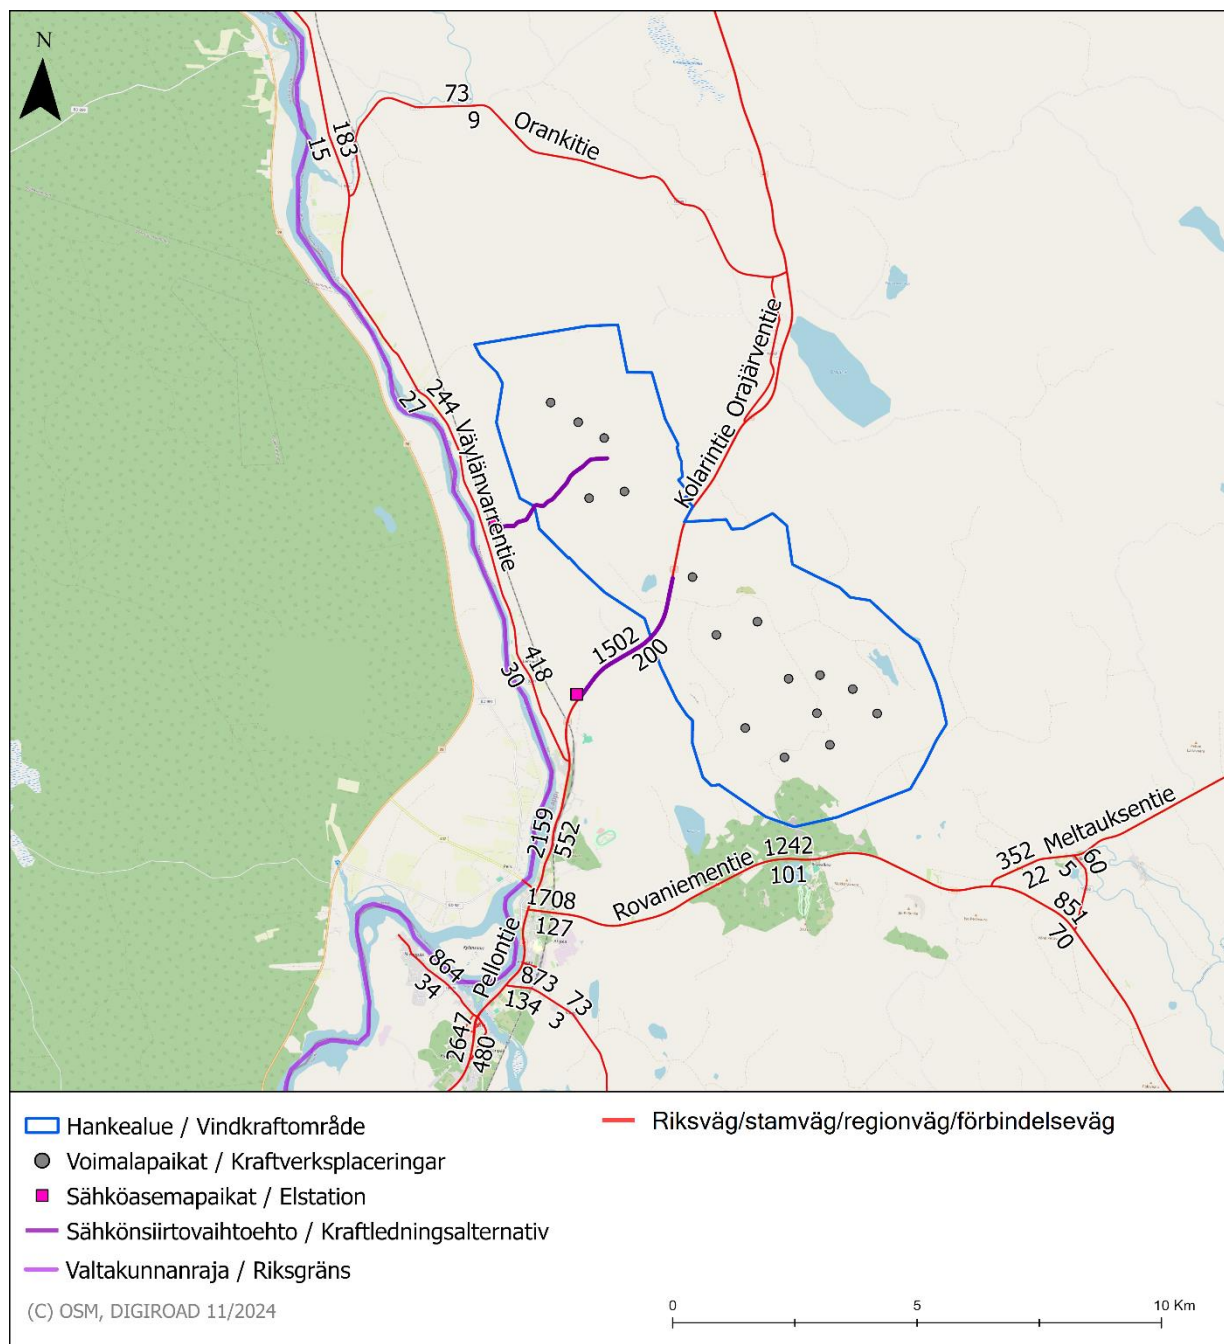 N
73
9
Orankitie
183
15
244
27
Väylänvarrentie
Kolarintie
Orajärventie
418
30
1502
200
2159
552
1242
101
Rovaniementie
352
Meltauksentie
22
5
60
851
70
1708
127
Pellontie
864
34
873
134
73
3
2647
480
Hankealue / Vindkraftområde
Riksväg/stamväg/regionväg/förbindelseväg
Voimalapaikat / Kraftverksplaceringar
Sähköasemapaikat / Elstation
Sähkönsiirtovaihtoehto / Kraftledningsalternativ
Valtakunnanraja / Riksgräns
(C) OSM, DIGIROAD 11/2024
0 5 10 Km